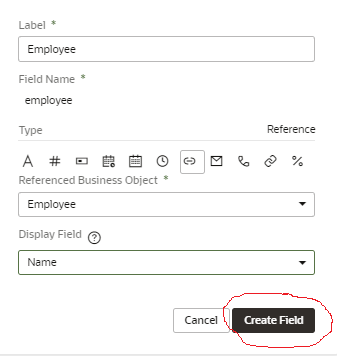 Label *
Employee
Field Name *
employee
Type Reference
A # %
Referenced Business Object *
Employee
Display Field ?
Name
Cancel Create Field